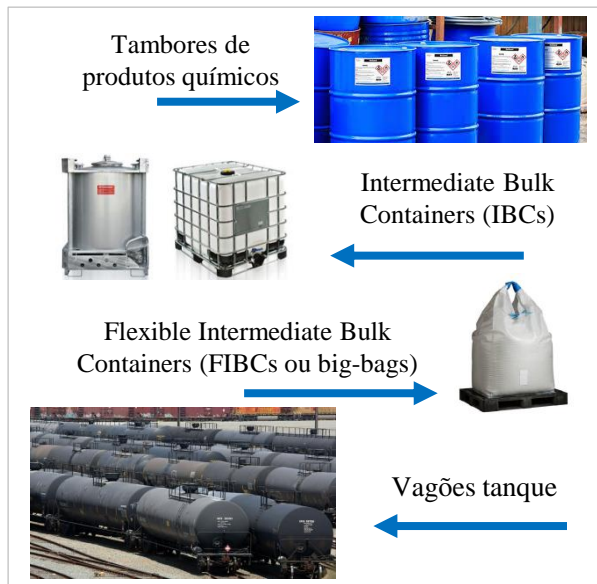 Tambores de
produtos químicos
Intermediate Bulk
Containers (IBCs)
Flexible Intermediate Bulk
Containers (FIBCs ou big-bags)
Vagões tanque